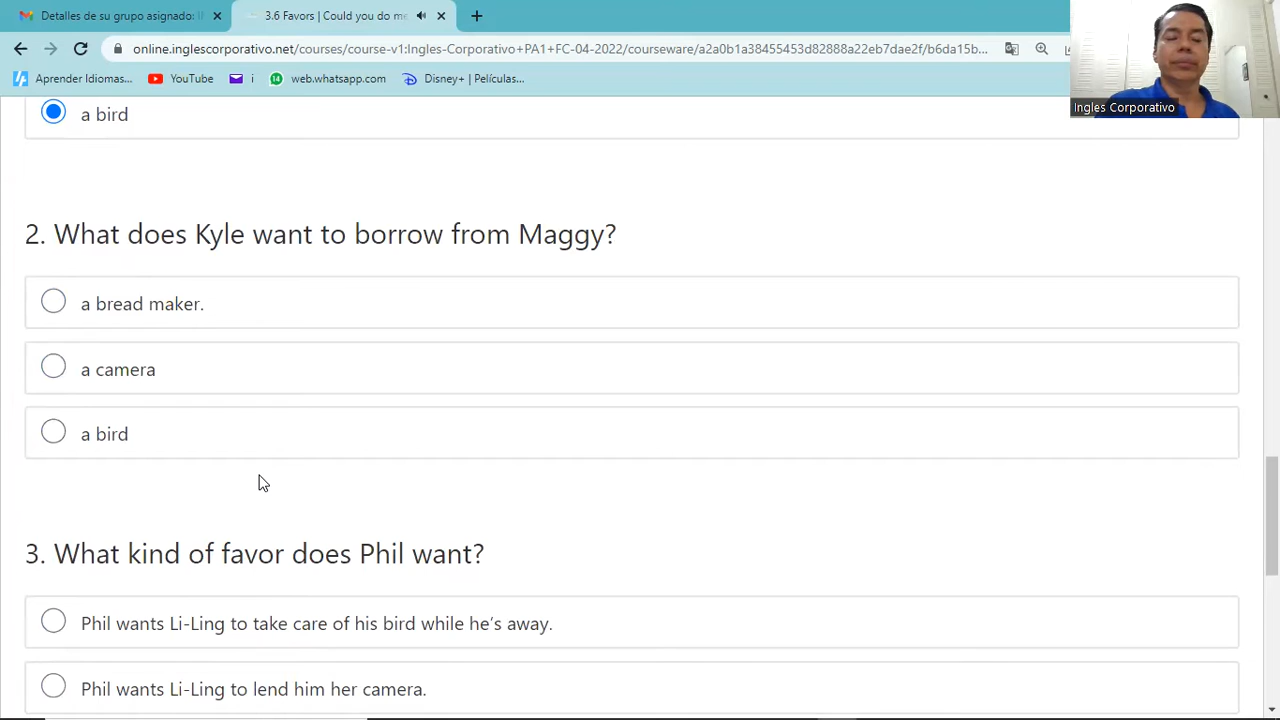 Detalles de su grupo asignado: I
3.6 Favors | Could you do me
online.inglescorporativo.net/courses/course-v1:Ingles-Corporativo+PA1+FC-04-2022/courseware/a2a0b1a38455453d82888a22eb7dae2f/b6da15b...
Aprender Idiomas...
YouTube
i
14
web.whatsapp.com
Disney+ | Películas...
Ingles Corporativo
a bird
2. What does Kyle want to borrow from Maggy?
a bread maker.
a camera
a bird
3. What kind of favor does Phil want?
Phil wants Li-Ling to take care of his bird while he's away.
Phil wants Li-Ling to lend him her camera.